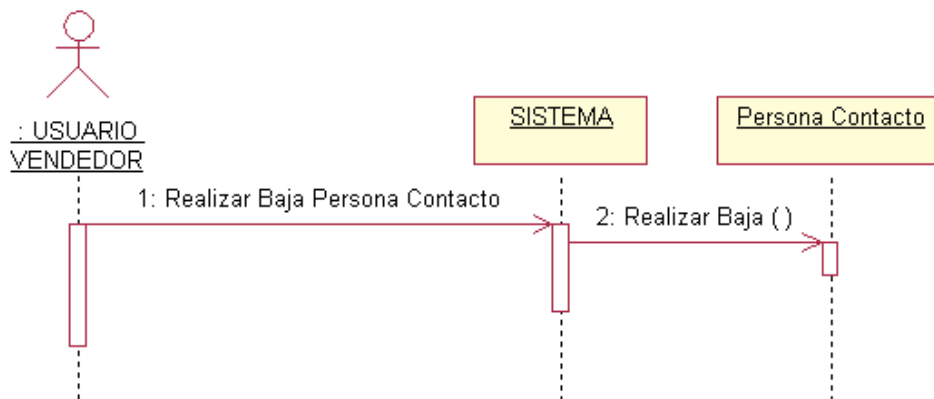 : USUARIO
VENDEDOR
SISTEMA
Persona Contacto
1: Realizar Baja Persona Contacto
2: Realizar Baja ( )